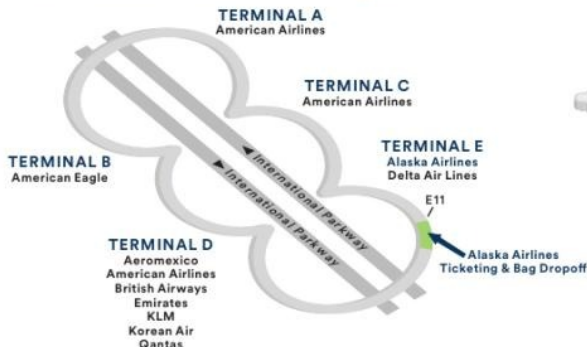 TERMINAL A
American Airlines
TERMINAL C
American Airlines
TERMINAL E
Alaska Airlines
Delta Air Lines
E11
TERMINAL B
American Eagle
International Parkway
International Parkway
Alaska Airlines
Ticketing & Bag Dropoff
TERMINAL D
Aeromexico
American Airlines
British Airways
Emirates
KLM
Korean Air
Qantas